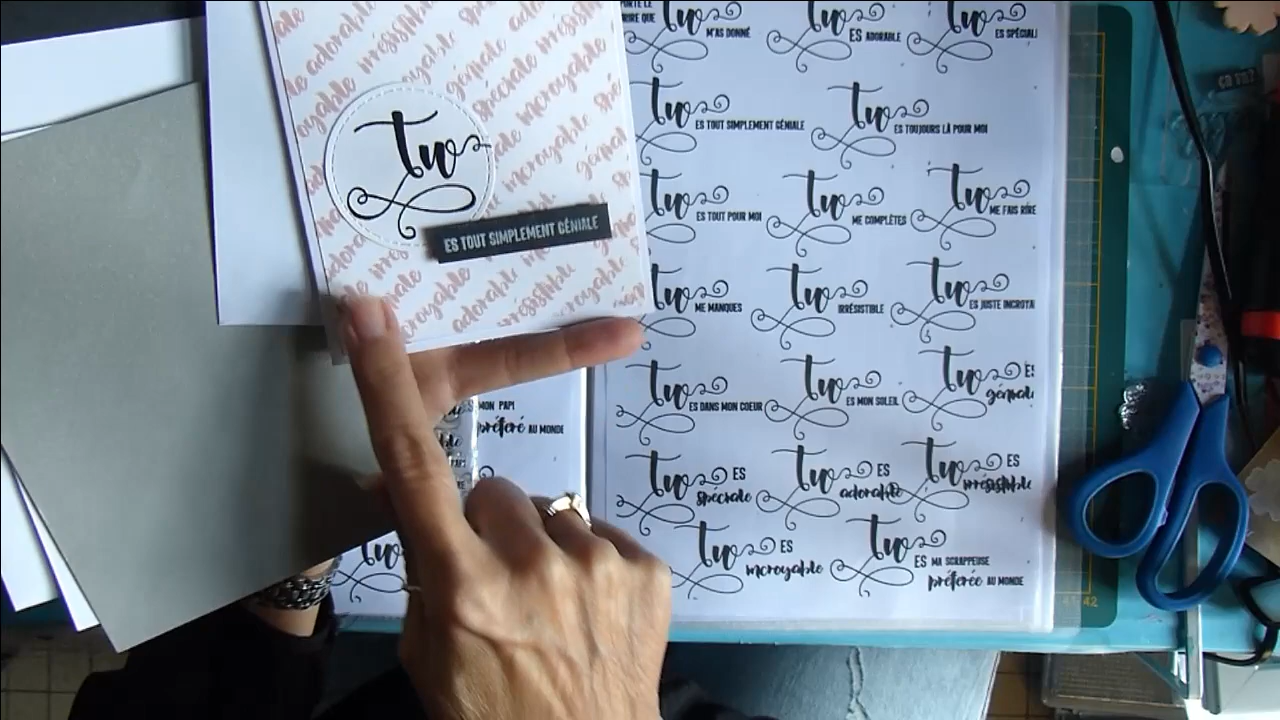 tu
ES TOUT SIMPLEMENT GÉNIALE
adorable irrésistible
géniale spéciale incroyable
tu M'AS DONNÉ
tu ES ADORABLE
tu
tu ES TOUT SIMPLEMENT GÉNIALE
tu ES TOUJOURS LÀ POUR MOI
tu ES TOUT POUR MOI
tu ME COMPLÈTES
tu ME FAIS RIRE
tu ME MANQUES
tu IRRÉSISTIBLE
tu ES JUSTE
tu ES DANS MON COEUR
tu ES MON SOLEIL
tu
tu ES spéciale
tu ES adorable
tu ES irrésistible
tu ES incroyable
tu ES MA SCRAPPEUSE
préférée AU MONDE
MON PAPI
préféré AU MONDE
tu